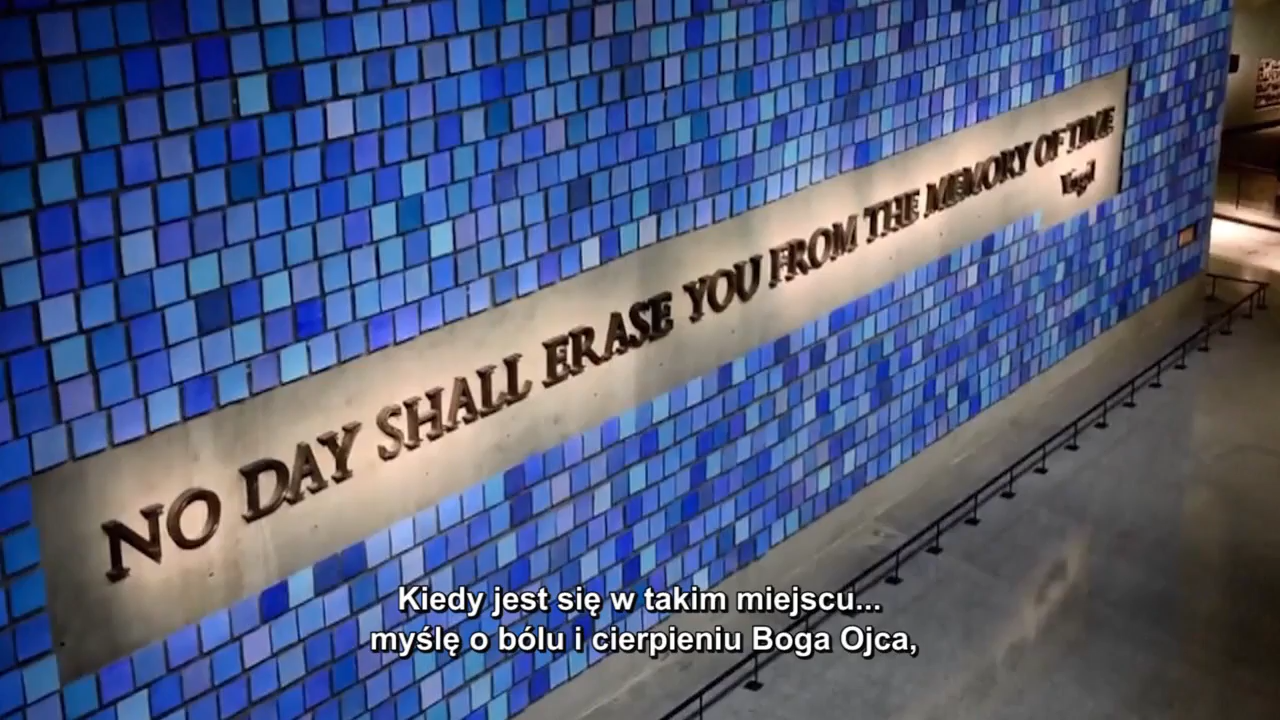 NO DAY SHALL ERASE YOU FROM THE MEMORY OF TIME
Virgil
Kiedy jest się w takim miejscu...
myślę o bólu i cierpieniu Boga Ojca,